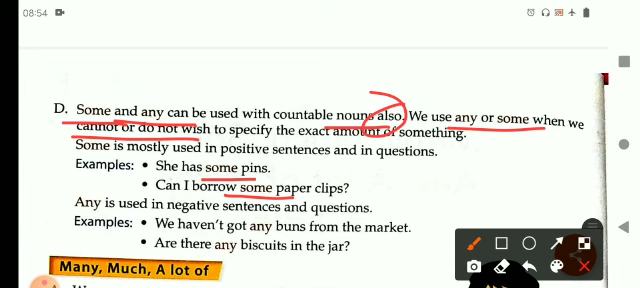 08:54
D. Some and any can be used with countable nouns also. We use any or some when we
cannot or do not wish to specify the exact amount of something.
Some is mostly used in positive sentences and in questions.
Examples: • She has some pins.
• Can I borrow some paper clips?
Any is used in negative sentences and questions.
Examples: • We haven't got any buns from the market.
• Are there any biscuits in the jar?
Many, Much, A lot of